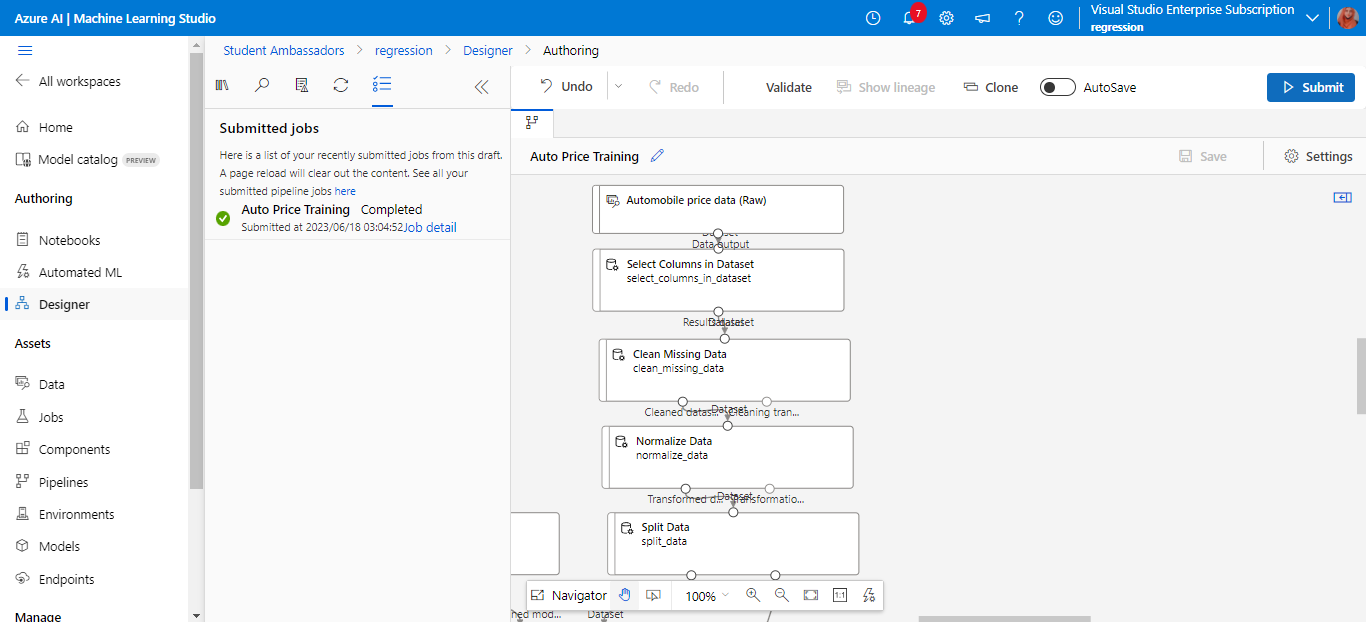 Azure AI | Machine Learning Studio
7
Visual Studio Enterprise Subscription
regression
All workspaces
Home
Model catalog PREVIEW
Authoring
Notebooks
Automated ML
Designer
Assets
Data
Jobs
Components
Pipelines
Environments
Models
Endpoints
Manage
Student Ambassadors > regression > Designer > Authoring
Submitted jobs
Here is a list of your recently submitted jobs from this draft.
A page reload will clear out the content. See all your
submitted pipeline jobs here
Auto Price Training Completed
Submitted at 2023/06/18 03:04:52Job detail
Undo
Redo
Validate
Show lineage
Clone
AutoSave
Submit
Auto Price Training
Save
Settings
Automobile price data (Raw)
Dataset
Data output
Select Columns in Dataset
select_columns_in_dataset
Results dataset
Dataset
Clean Missing Data
clean_missing_data
Cleaned datas...
Dataset
Cleaning tran...
Normalize Data
normalize_data
Transformed d...
Dataset
Transformatio...
Split Data
split_data
Navigator
100%
1:1
ned mod...
Dataset